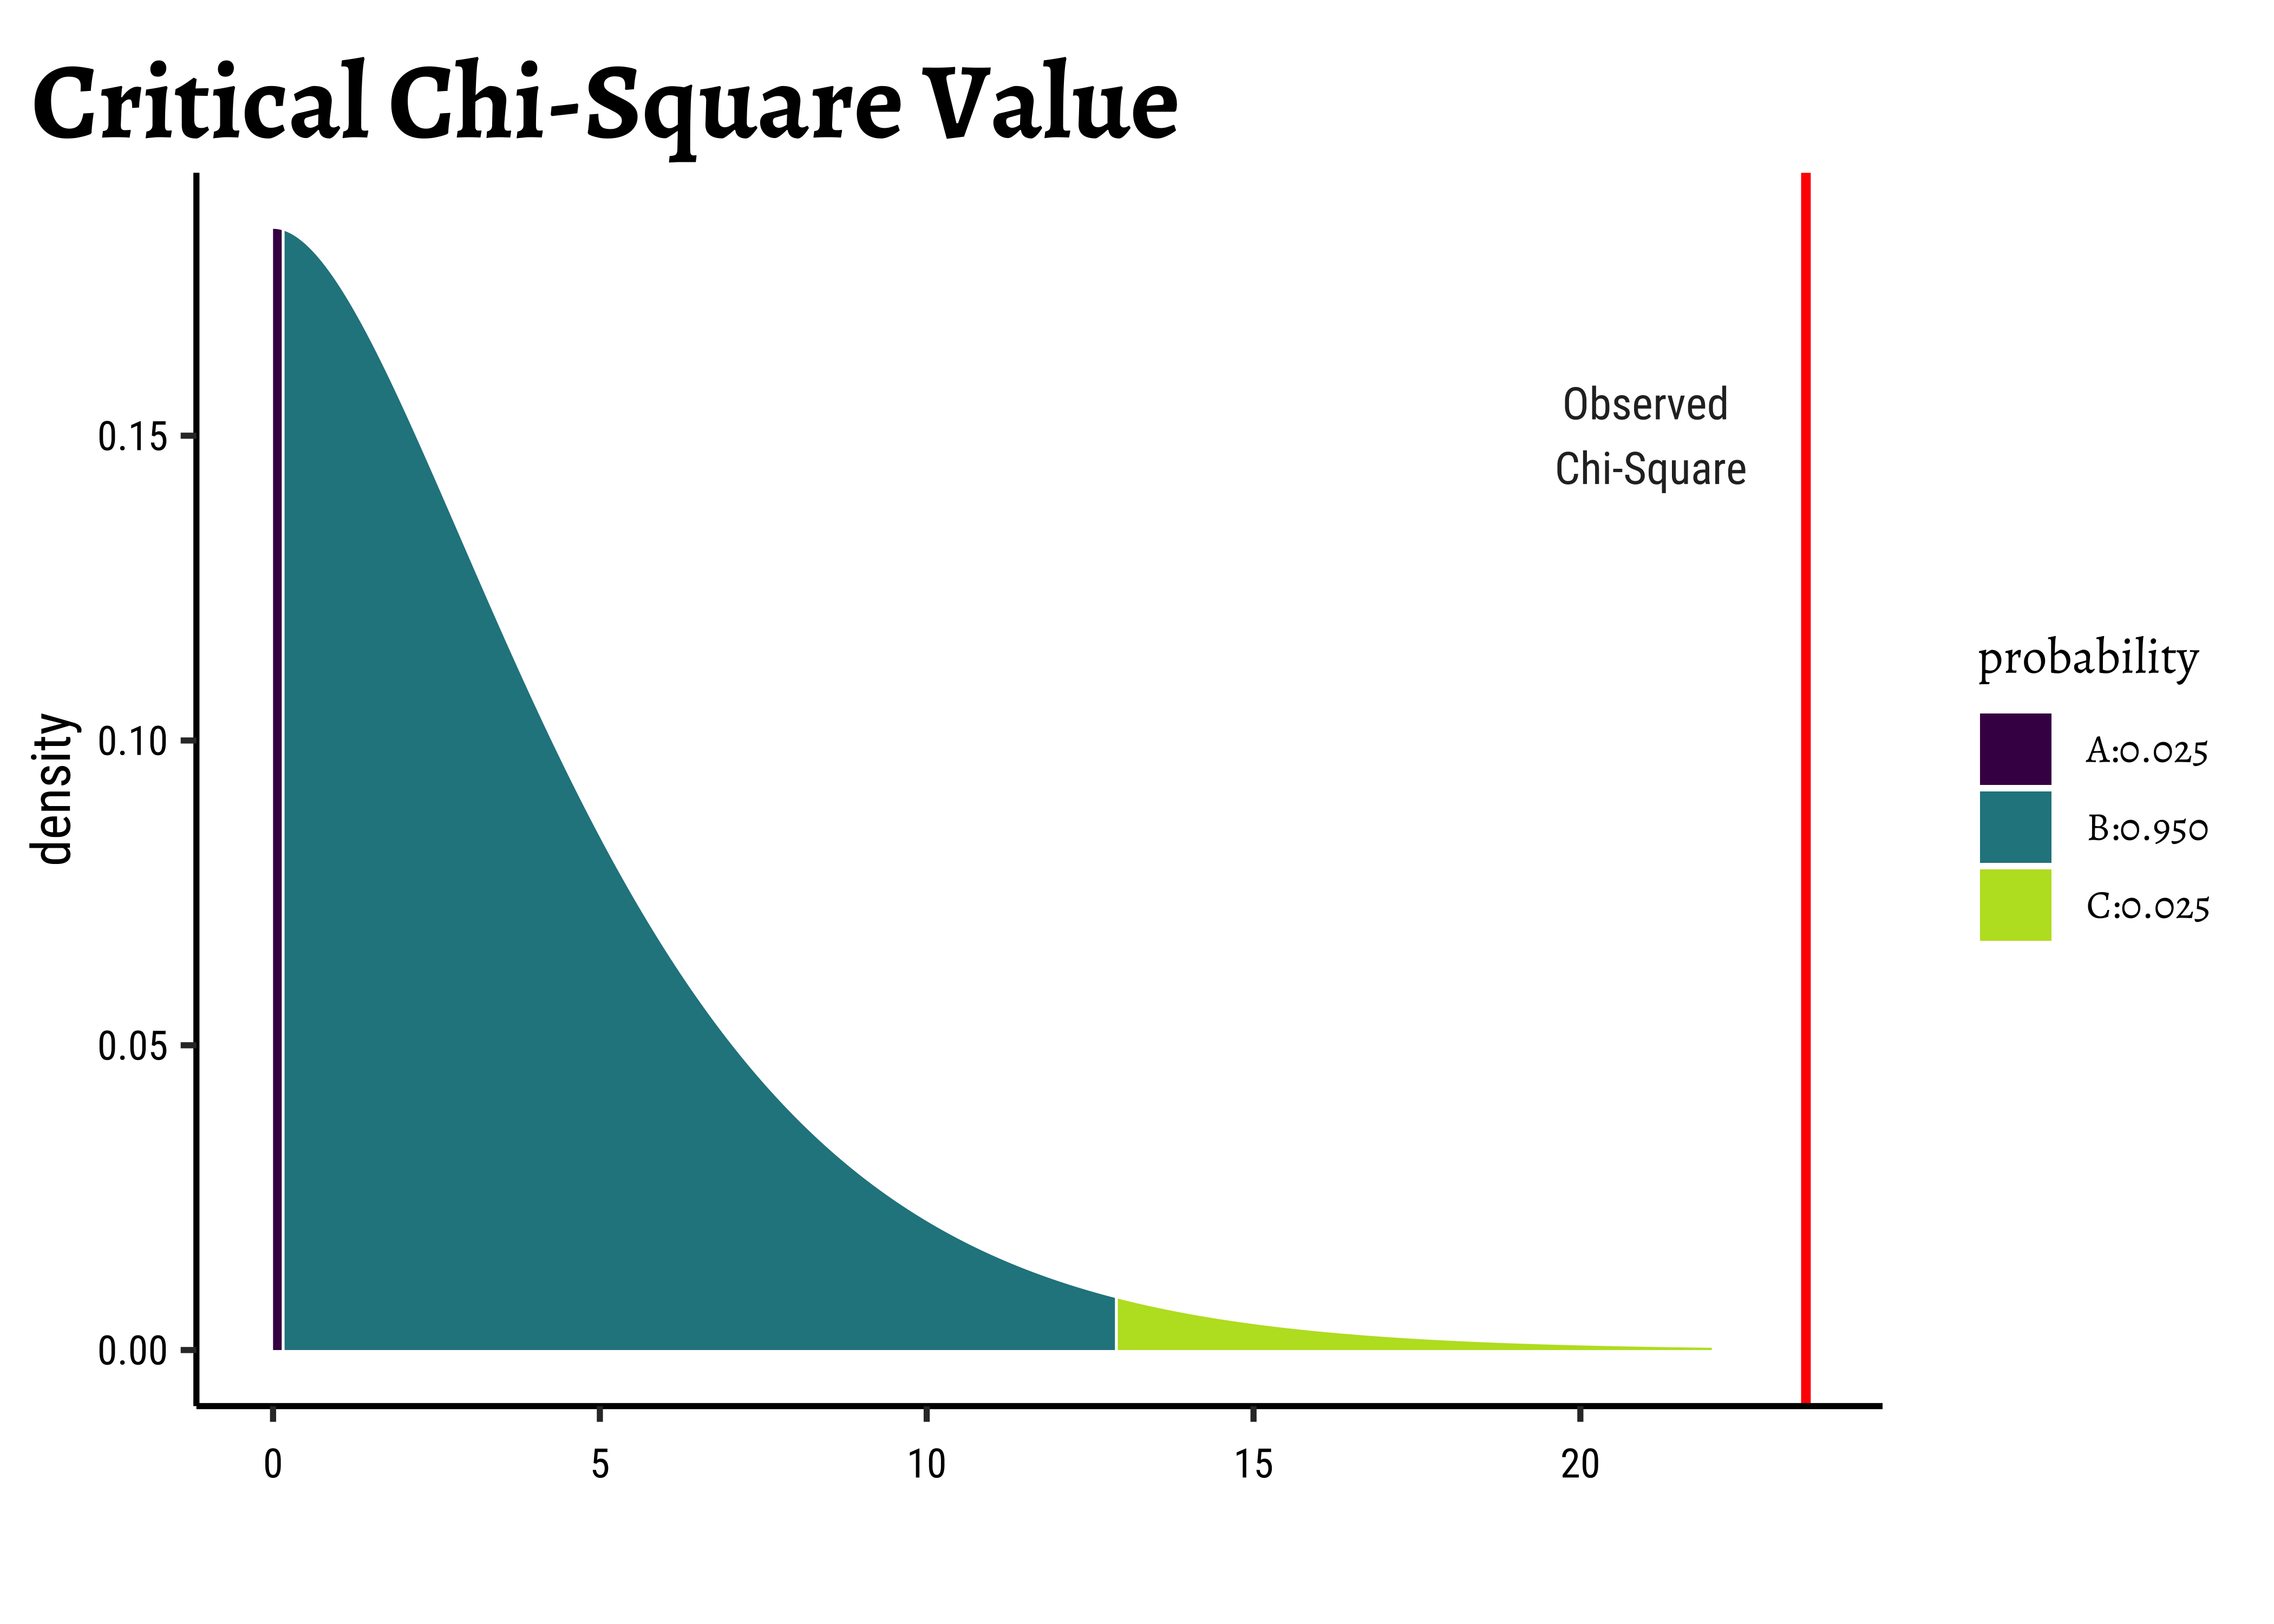 Critical Chi-Square Value
Observed
Chi-Square
density
0.15
0.10
0.05
0.00
0
5
10
15
20
probability
A:0.025
B:0.950
C:0.025